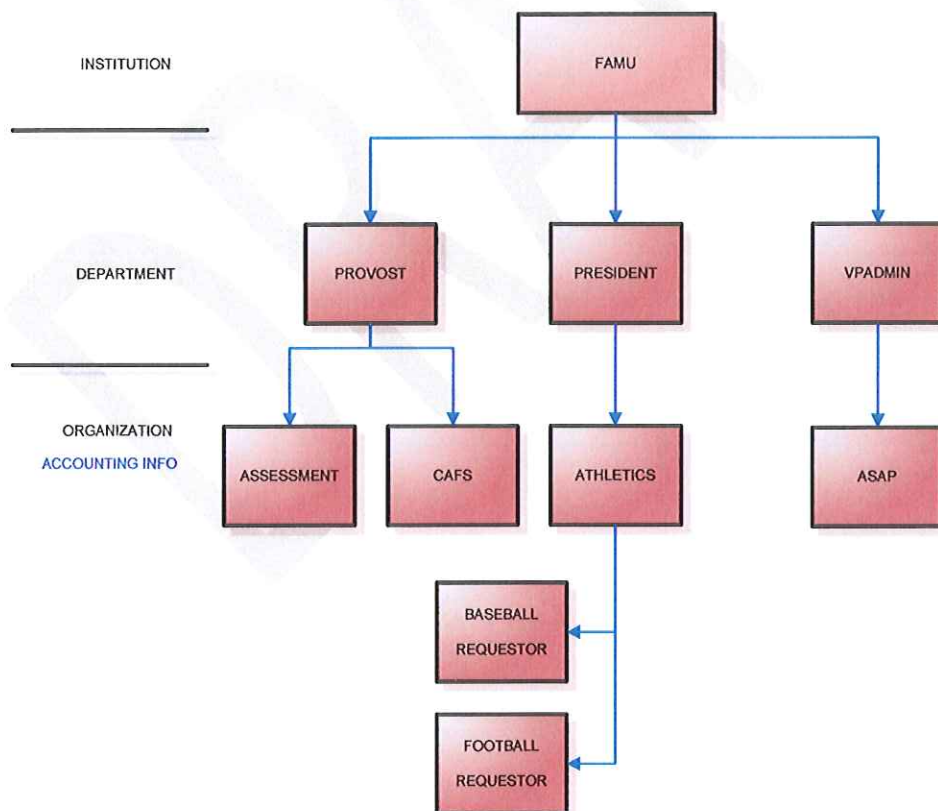 INSTITUTION
FAMU
DEPARTMENT
PROVOST
PRESIDENT
VPADMIN
ORGANIZATION
ACCOUNTING INFO
ASSESSMENT
CAFS
ATHLETICS
ASAP
BASEBALL
REQUESTOR
FOOTBALL
REQUESTOR